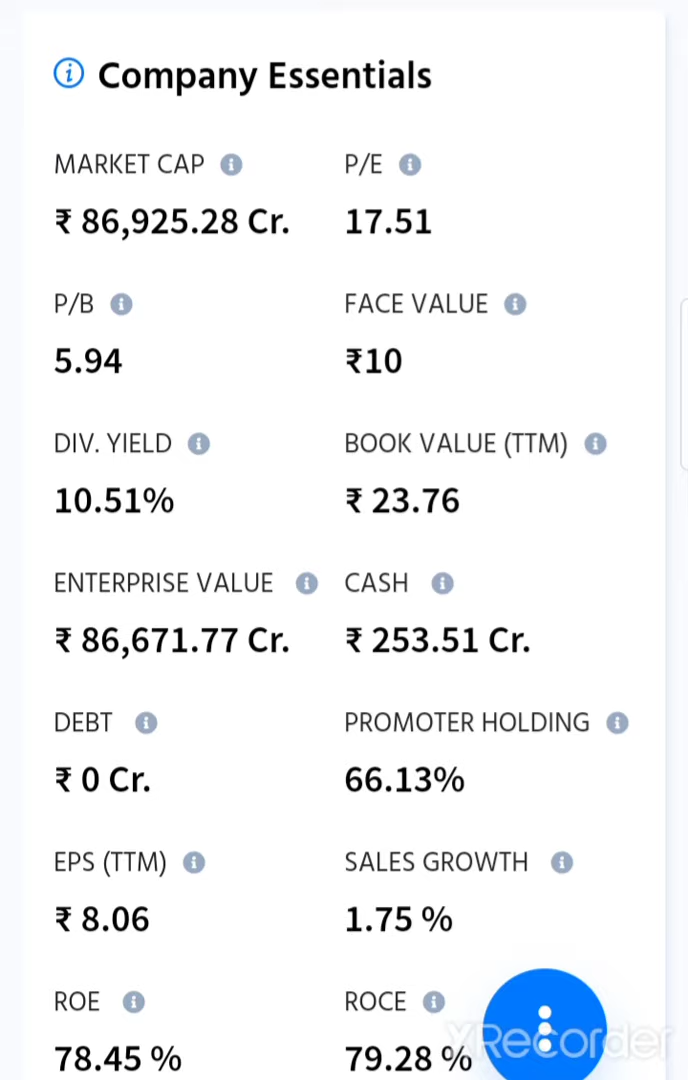 Company Essentials
MARKET CAP P/E
₹ 86,925.28 Cr. 17.51
P/B FACE VALUE
5.94 ₹10
DIV. YIELD BOOK VALUE (TTM)
10.51% ₹ 23.76
ENTERPRISE VALUE CASH
₹ 86,671.77 Cr. ₹ 253.51 Cr.
DEBT PROMOTER HOLDING
₹ 0 Cr. 66.13%
EPS (TTM) SALES GROWTH
₹ 8.06 1.75 %
ROE ROCE
78.45 % 79.28 %
XRecorder